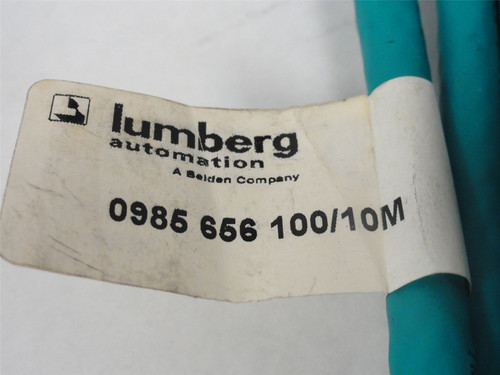 lumberg
automation
A Belden Company
0985 656 100/10M